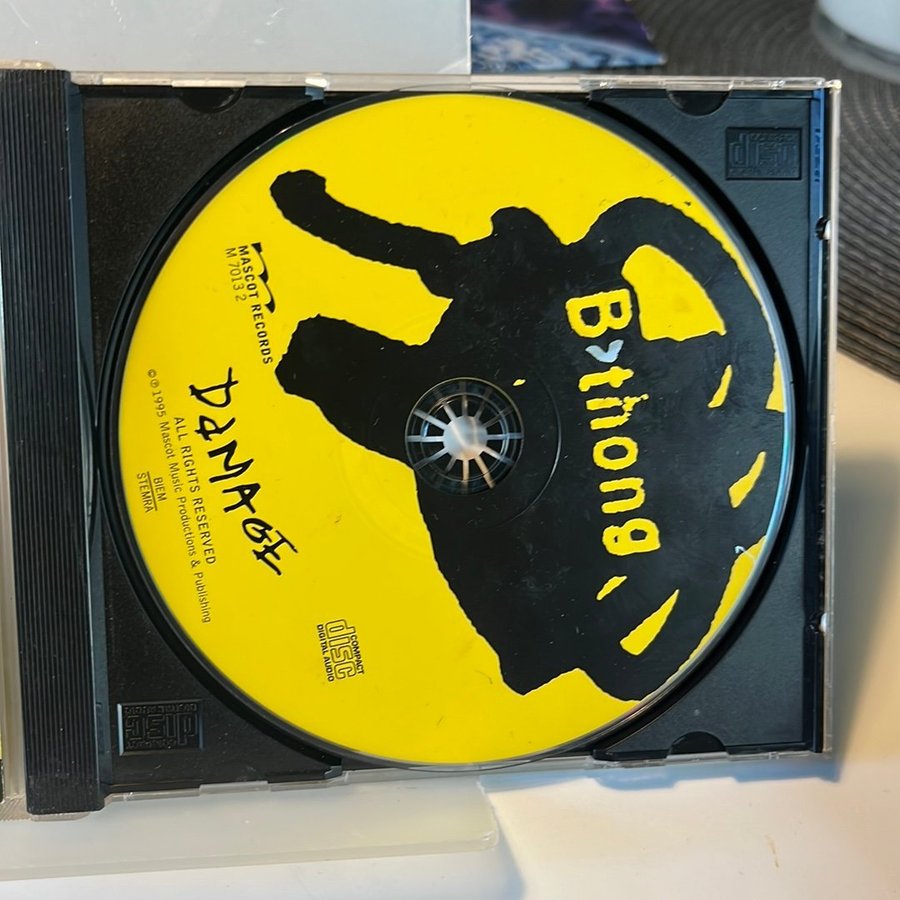 B♥thong
MASCOT RECORDS
M 7013 2
DAMAGE
ALL RIGHTS RESERVED
©℗1995 Mascot Music Productions & Publishing
BIEM
STEMRA
COMPACT
disc
DIGITAL AUDIO